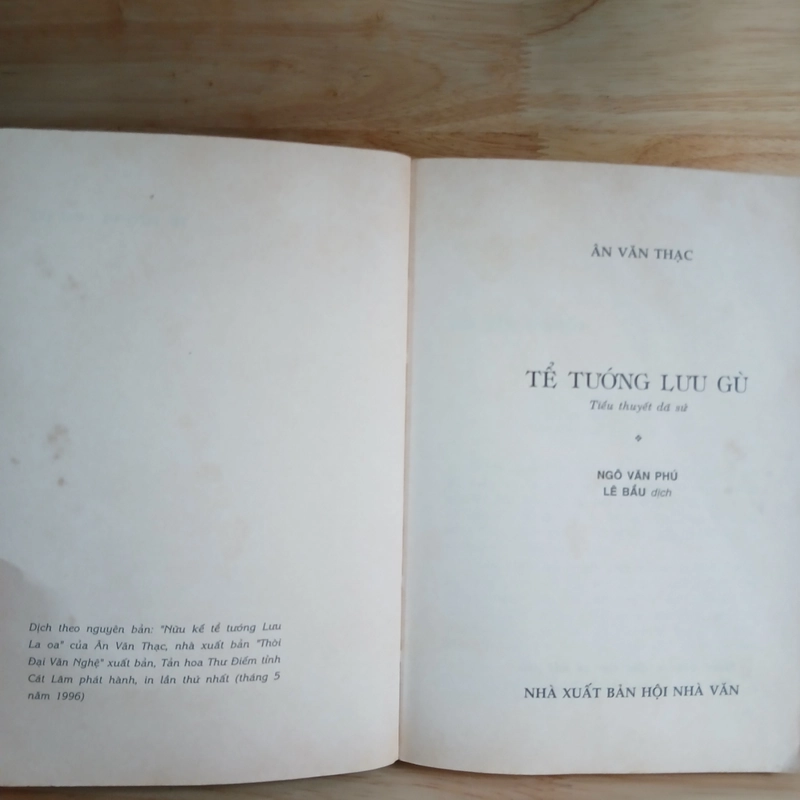 Dịch theo nguyên bản: "Nữu kế tể tướng Lưu
La oa" của Ân Văn Thạc, nhà xuất bản "Thời
Đại Văn Nghệ" xuất bản, Tản hoa Thư Điếm tỉnh
Cát Lâm phát hành, in lần thứ nhất (tháng 5
năm 1996)
ÂN VĂN THẠC
TỂ TƯỚNG LƯU GÙ
Tiểu thuyết dã sử
NGÔ VĂN PHÚ
LÊ BẦU dịch
NHÀ XUẤT BẢN HỘI NHÀ VĂN